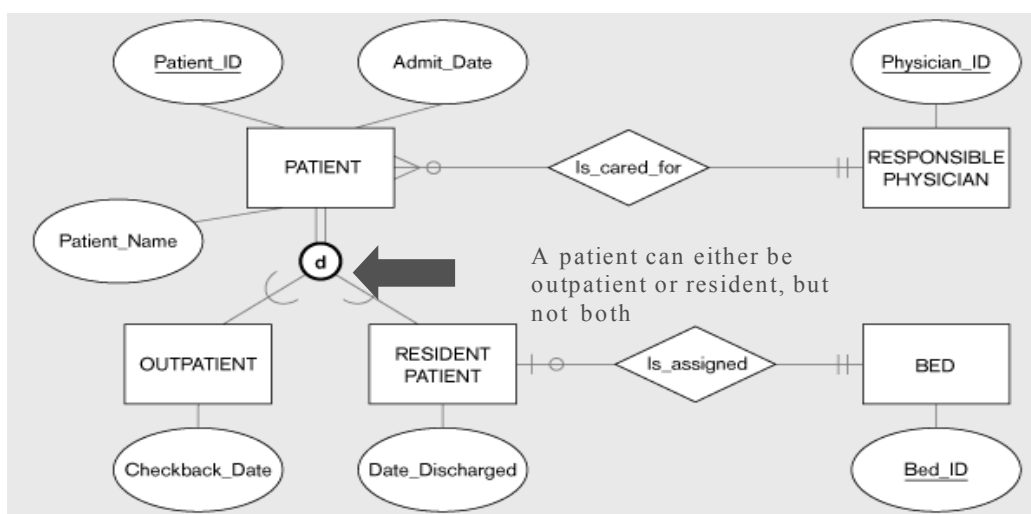 Patient_ID
Admit_Date
Physician_ID
PATIENT
Is_cared_for
RESPONSIBLE
PHYSICIAN
Patient_Name
d
A patient can either be
outpatient or resident, but
not both
OUTPATIENT
RESIDENT
PATIENT
Is_assigned
BED
Checkback_Date
Date_Discharged
Bed_ID